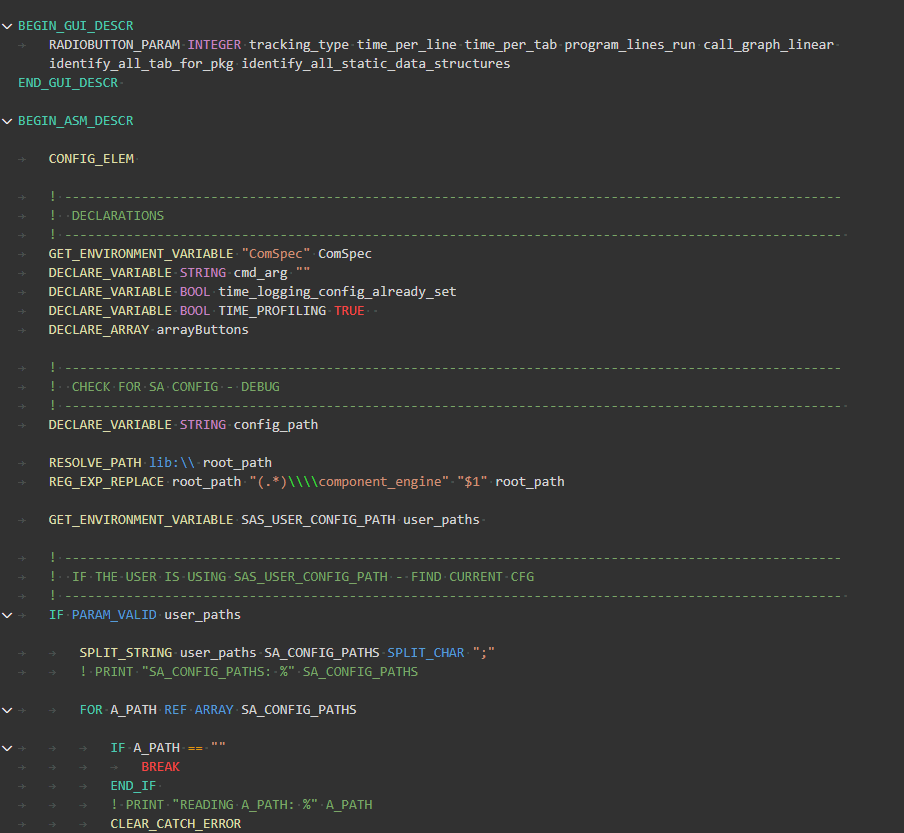 BEGIN_GUI_DESCR
RADIOBUTTON_PARAM INTEGER tracking_type time_per_line time_per_tab program_lines_run call_graph_linear
identify_all_tab_for_pkg identify_all_static_data_structures
END_GUI_DESCR
BEGIN_ASM_DESCR
CONFIG_ELEM
! -----------------------------------------------------------------------------------------------------
!  DECLARATIONS
! -----------------------------------------------------------------------------------------------------
GET_ENVIRONMENT_VARIABLE "ComSpec" ComSpec
DECLARE_VARIABLE STRING cmd_arg ""
DECLARE_VARIABLE BOOL time_logging_config_already_set
DECLARE_VARIABLE BOOL TIME_PROFILING TRUE
DECLARE_ARRAY arrayButtons
! -----------------------------------------------------------------------------------------------------
!  CHECK FOR SA CONFIG - DEBUG
! -----------------------------------------------------------------------------------------------------
DECLARE_VARIABLE STRING config_path
RESOLVE_PATH lib:\\ root_path
REG_EXP_REPLACE root_path "(.*)\\\\component_engine" "$1" root_path
GET_ENVIRONMENT_VARIABLE SAS_USER_CONFIG_PATH user_paths
! -----------------------------------------------------------------------------------------------------
!  IF THE USER IS USING SAS_USER_CONFIG_PATH - FIND CURRENT CFG
! -----------------------------------------------------------------------------------------------------
IF PARAM_VALID user_paths
SPLIT_STRING user_paths SA_CONFIG_PATHS SPLIT_CHAR ";"
! PRINT "SA_CONFIG_PATHS: %" SA_CONFIG_PATHS
FOR A_PATH REF ARRAY SA_CONFIG_PATHS
IF A_PATH == ""
BREAK
END_IF
! PRINT "READING A_PATH: %" A_PATH
CLEAR_CATCH_ERROR